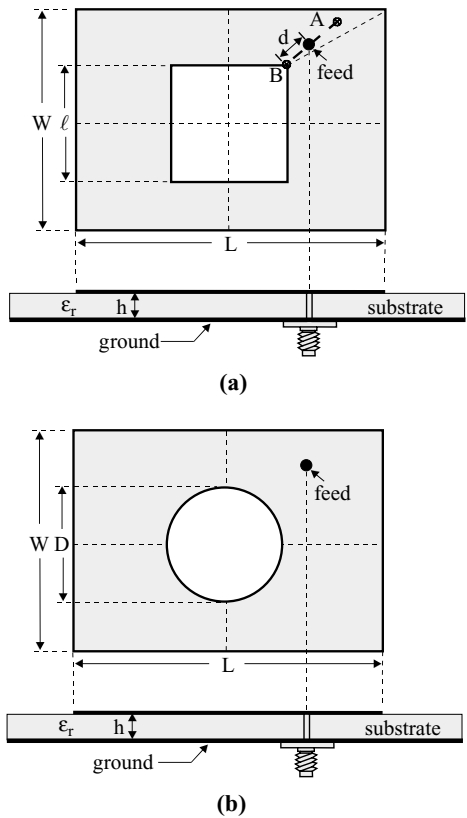 A
d
B
feed
W
ℓ
L
εr
h
substrate
ground
(a)
feed
W D
L
εr
h
substrate
ground
(b)